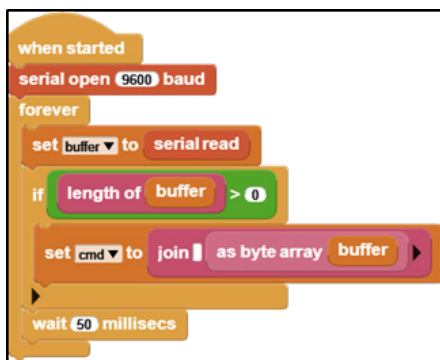 when started
serial open 9600 baud
forever
set buffer ▼ to serial read
if length of buffer > 0
set cmd ▼ to join as byte array buffer
wait 50 millisecs